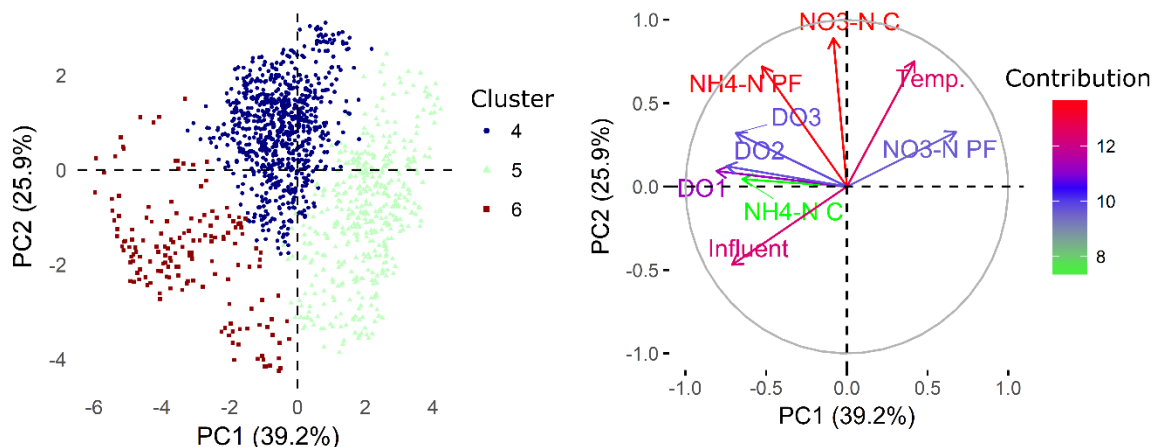 2
0
-2
-4
PC2 (25.9%)
-6
-4
-2
0
2
4
PC1 (39.2%)
Cluster
4
5
6
1.0
0.5
0.0
-0.5
-1.0
PC2 (25.9%)
-1.0
-0.5
0.0
0.5
1.0
PC1 (39.2%)
NO3-N C
NH4-N PF
Temp.
DO3
NO3-N PF
DO2
DO1
NH4-N C
Influent
Contribution
12
10
8